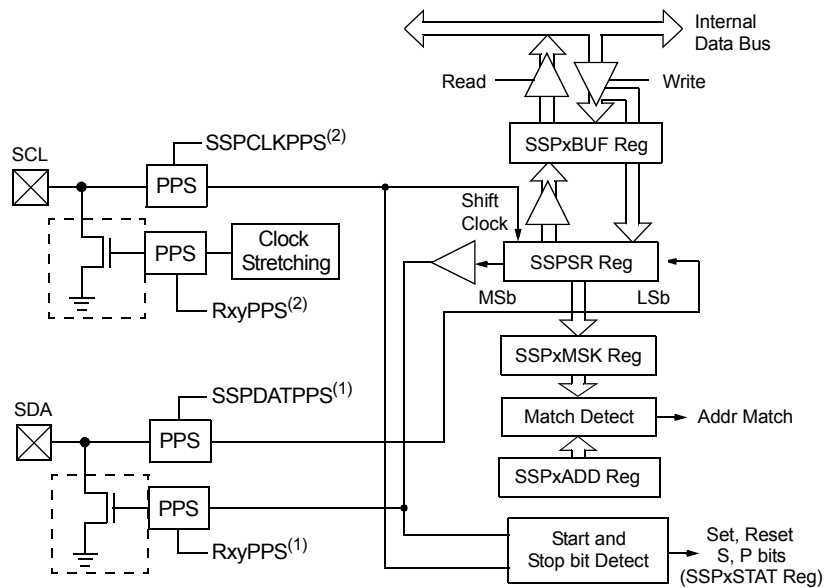 Internal
Data Bus
Read
Write
SSPCLKPPS(2)
SCL
SSPxBUF Reg
PPS
Shift
Clock
PPS
Clock
Stretching
SSPSR Reg
MSb
LSb
RxyPPS(2)
SSPxMSK Reg
SSPDATPPS(1)
SDA
PPS
Match Detect
Addr Match
SSPxADD Reg
PPS
Start and
Stop bit Detect
Set, Reset
S, P bits
(SSPxSTAT Reg)
RxyPPS(1)